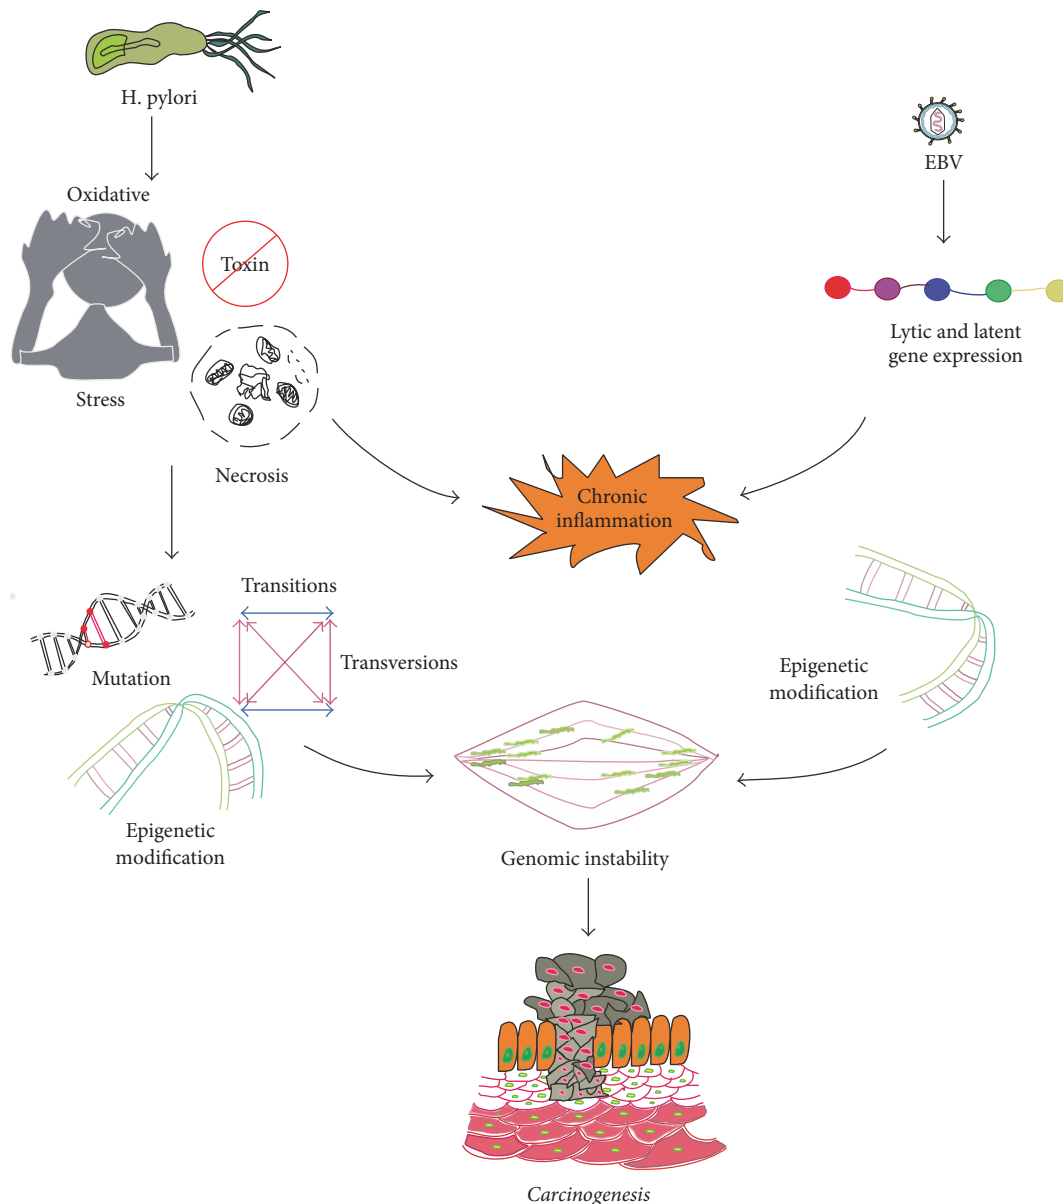 H. pylori
EBV
Oxidative
Toxin
Stress
Necrosis
Lytic and latent
gene expression
Chronic
inflammation
Transitions
Transversions
Mutation
Epigenetic
modification
Epigenetic
modification
Genomic instability
Carcinogenesis